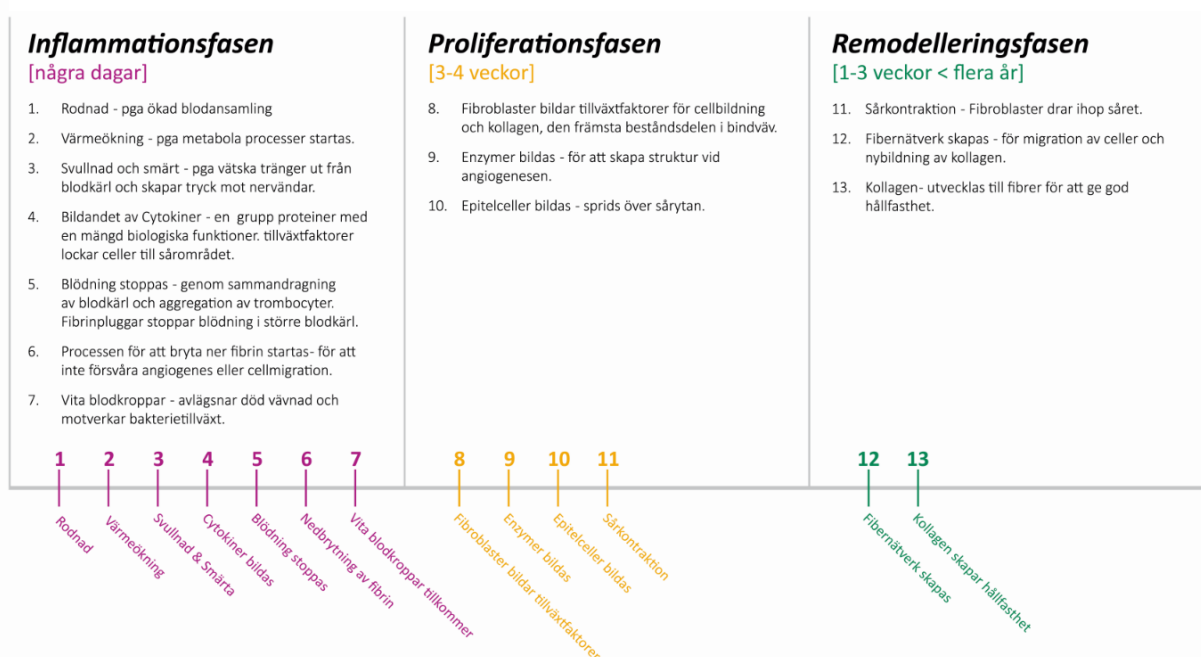 Inflammationsfasen
[några dagar]
1. Rodnad - pga ökad blodansamling
2. Värmeökning - pga metabola processer startas.
3. Svullnad och smärt - pga vätska tränger ut från
blodkärl och skapar tryck mot nervändar.
4. Bildandet av Cytokiner - en grupp proteiner med
en mängd biologiska funktioner. tillväxtfaktorer
lockar celler till sårområdet.
5. Blödning stoppas - genom sammandragning
av blodkärl och aggregation av trombocyter.
Fibrinpluggar stoppar blödning i större blodkärl.
6. Processen för att bryta ner fibrin startas- för att
inte försvåra angiogenes eller cellmigration.
7. Vita blodkroppar - avlägsnar död vävnad och
motverkar bakterietillväxt.
Proliferationsfasen
[3-4 veckor]
8. Fibroblaster bildar tillväxtfaktorer för cellbildning
och kollagen, den främsta beståndsdelen i bindväv.
9. Enzymer bildas - för att skapa struktur vid
angiogenesen.
10. Epitelceller bildas - sprids över sårytan.
Remodelleringsfasen
[1-3 veckor < flera år]
11. Sårkontraktion - Fibroblaster drar ihop såret.
12. Fibernätverk skapas - för migration av celler och
nybildning av kollagen.
13. Kollagen- utvecklas till fibrer för att ge god
hållfasthet.
1 2 3 4 5 6 7 8 9 10 11 12 13
Rodnad
Värmeökning
Svullnad & Smärta
Cytokiner bildas
Blödning stoppas
Nedbrytning av fibrin
Vita blodkroppar tillkommer
Fibroblaster bildar tillväxtfaktorer
Enzymer bildas
Epitelceller bildas
Sårkontraktion
Fibernätverk skapas
Kollagen skapar hållfasthet